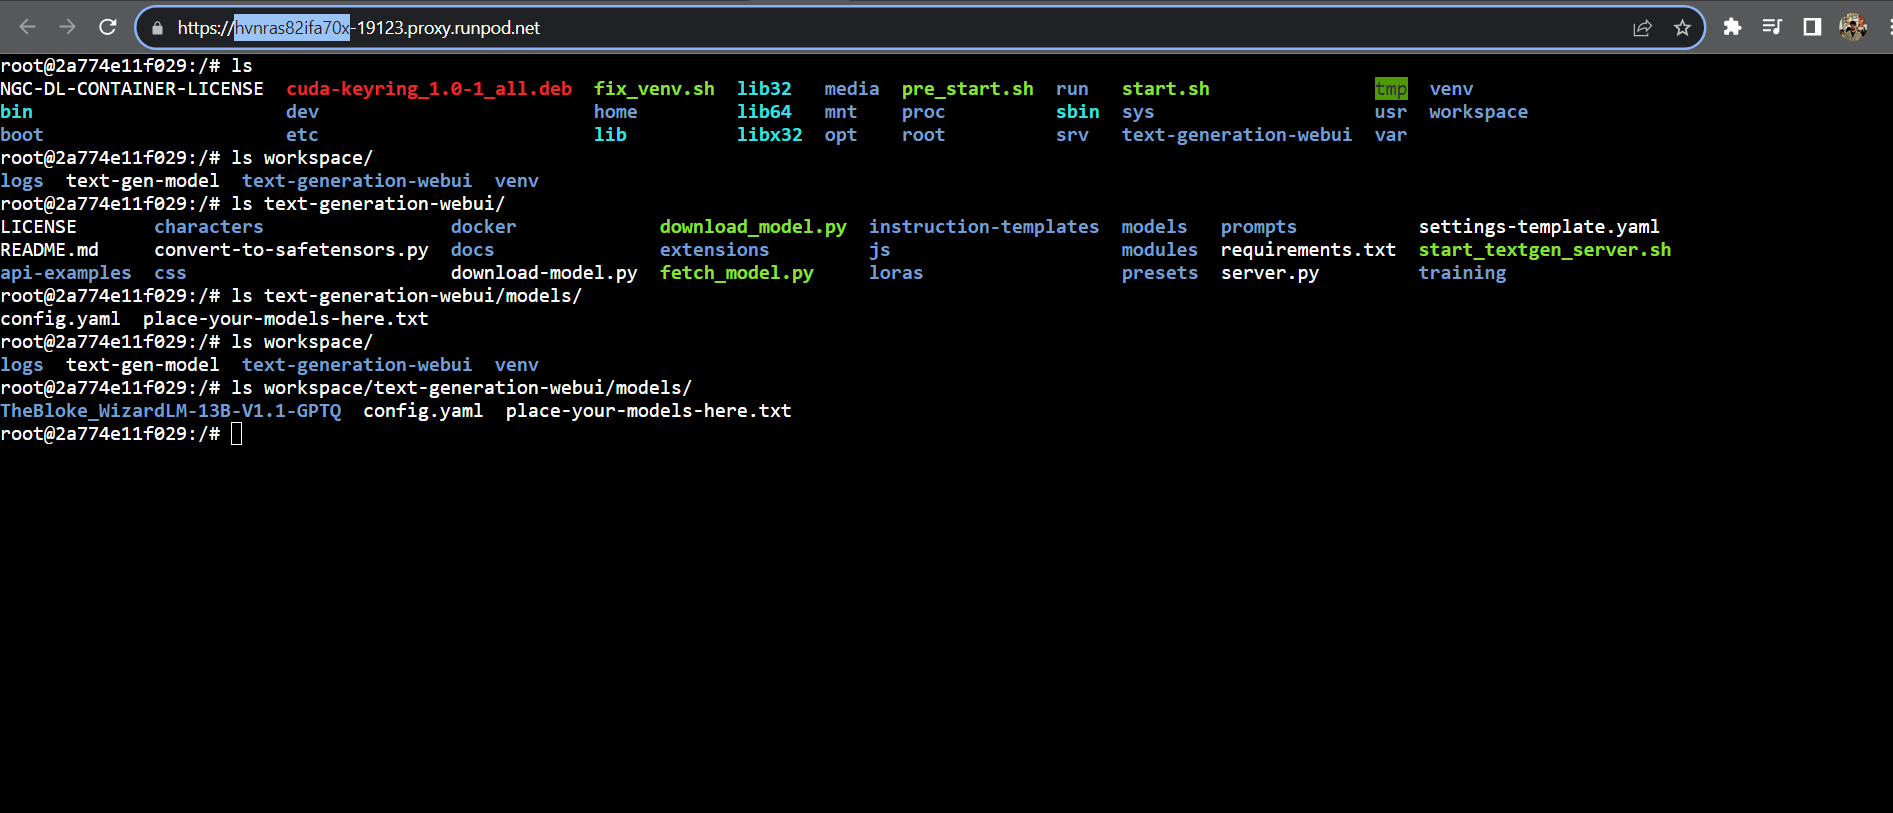 https://hvnras82ifa70x-19123.proxy.runpod.net
root@2a774e11f029:/# ls
NGC-DL-CONTAINER-LICENSE cuda-keyring_1.0-1_all.deb fix_venv.sh lib32 media pre_start.sh run start.sh tmp venv
bin dev home lib64 mnt proc sbin sys usr workspace
boot etc lib libx32 opt root srv text-generation-webui var
root@2a774e11f029:/# ls workspace/
logs text-gen-model text-generation-webui venv
root@2a774e11f029:/# ls text-generation-webui/
LICENSE characters docker download_model.py instruction-templates models prompts settings-template.yaml
README.md convert-to-safetensors.py docs extensions js modules requirements.txt start_textgen_server.sh
api-examples css download-model.py fetch_model.py loras presets server.py training
root@2a774e11f029:/# ls text-generation-webui/models/
config.yaml place-your-models-here.txt
root@2a774e11f029:/# ls workspace/
logs text-gen-model text-generation-webui venv
root@2a774e11f029:/# ls workspace/text-generation-webui/models/
TheBloke_WizardLM-13B-V1.1-GPTQ config.yaml place-your-models-here.txt
root@2a774e11f029:/#